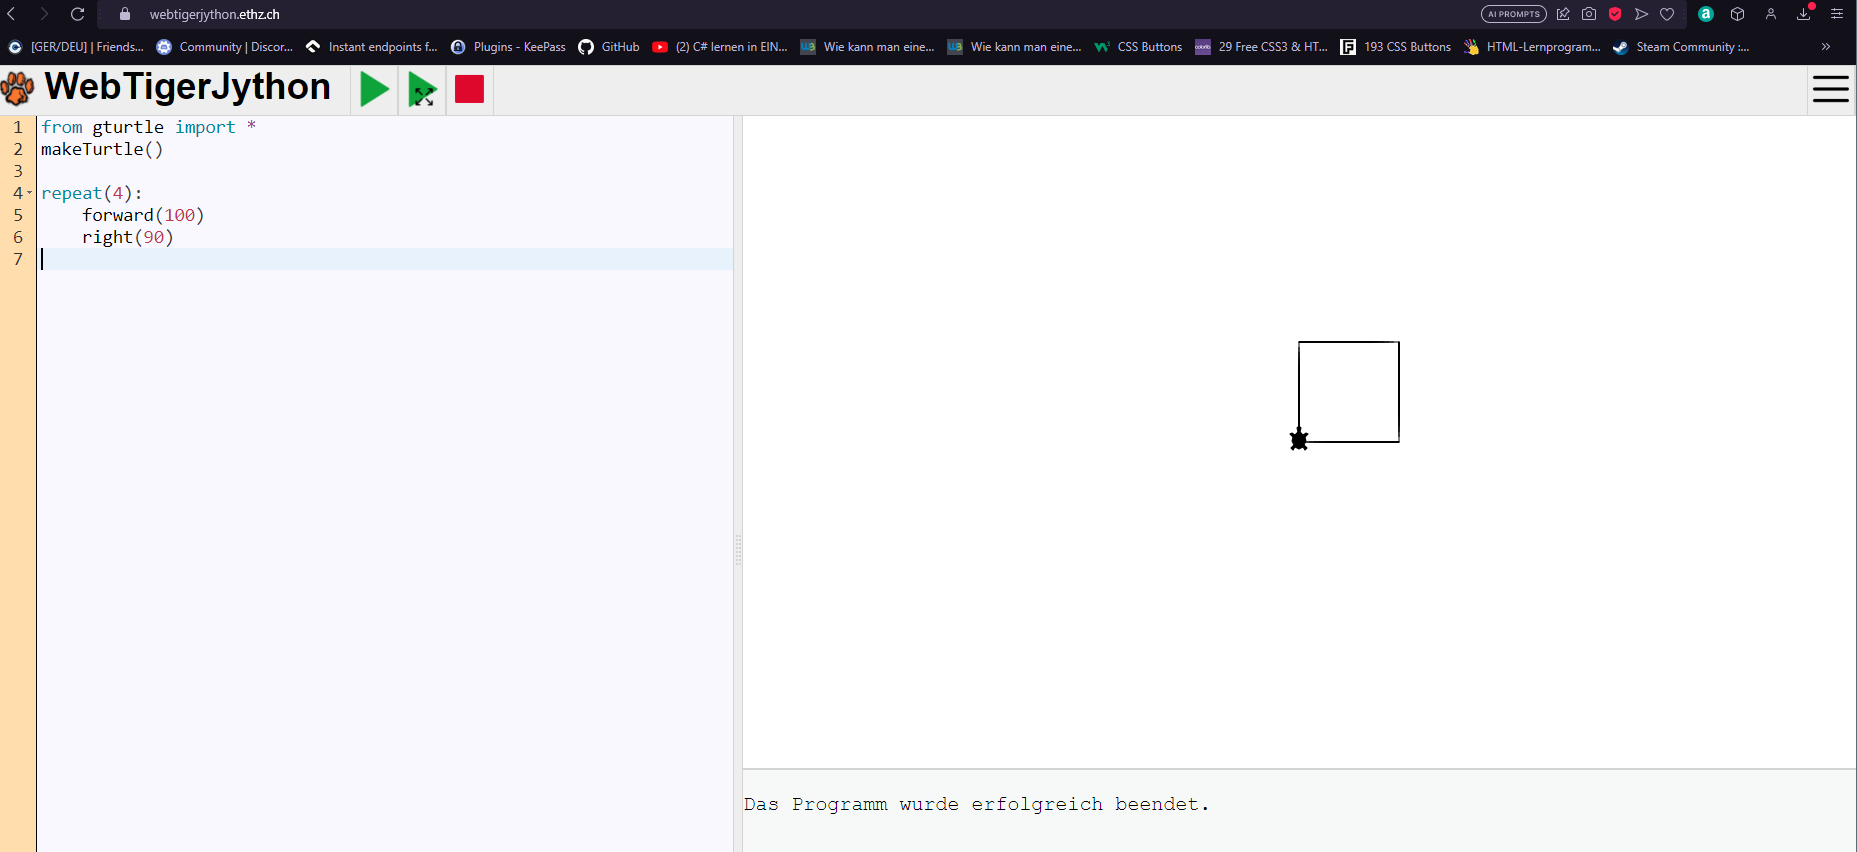 webtigerjython.ethz.ch
AI PROMPTS
[GER/DEU] | Friends...
Community | Discor...
Instant endpoints f...
Plugins - KeePass
GitHub
(2) C# lernen in EIN...
Wie kann man eine...
Wie kann man eine...
CSS Buttons
29 Free CSS3 & HT...
193 CSS Buttons
HTML-Lernprogram...
Steam Community :...
WebTigerJython
1 from gturtle import *
2 makeTurtle()
3
4 repeat(4):
5 forward(100)
6 right(90)
7
Das Programm wurde erfolgreich beendet.